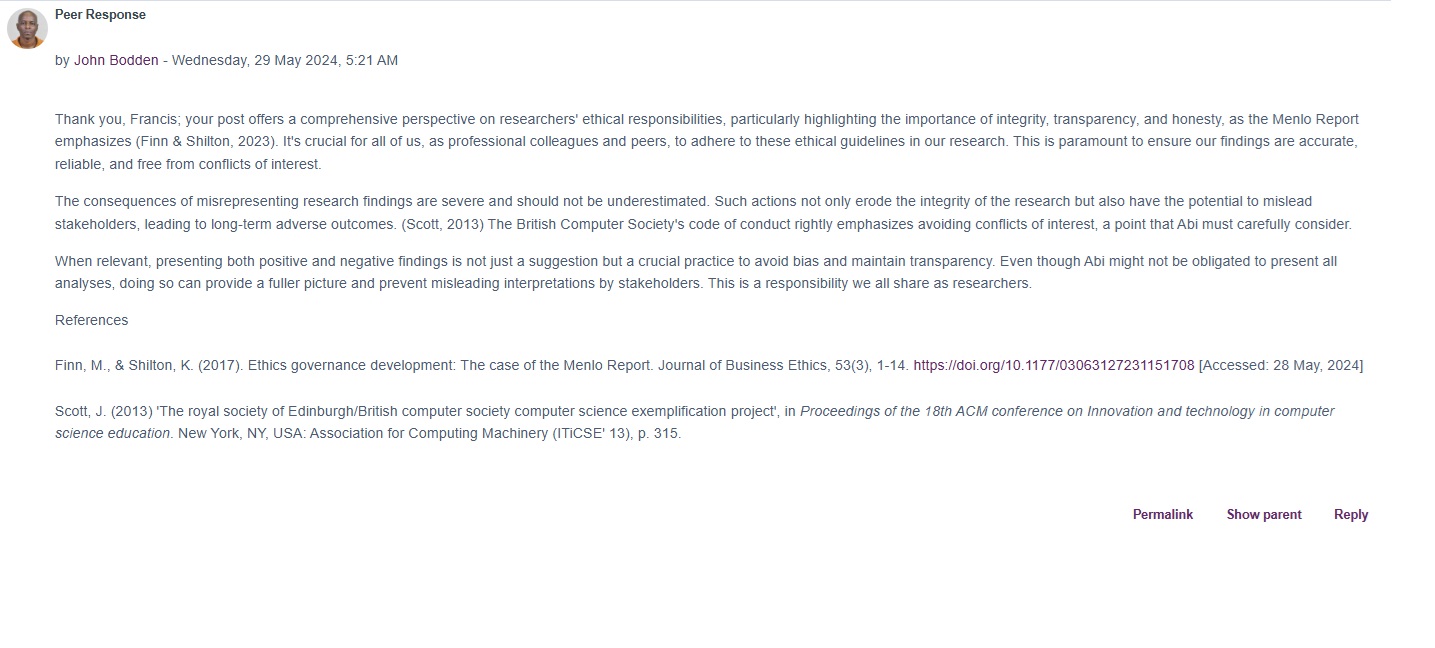 Peer Response
by John Bodden - Wednesday, 29 May 2024, 5:21 AM
Thank you, Francis; your post offers a comprehensive perspective on researchers' ethical responsibilities, particularly highlighting the importance of integrity, transparency, and honesty, as the Menlo Report
emphasizes (Finn & Shilton, 2023). It's crucial for all of us, as professional colleagues and peers, to adhere to these ethical guidelines in our research. This is paramount to ensure our findings are accurate,
reliable, and free from conflicts of interest.
The consequences of misrepresenting research findings are severe and should not be underestimated. Such actions not only erode the integrity of the research but also have the potential to mislead
stakeholders, leading to long-term adverse outcomes. (Scott, 2013) The British Computer Society's code of conduct rightly emphasizes avoiding conflicts of interest, a point that Abi must carefully consider.
When relevant, presenting both positive and negative findings is not just a suggestion but a crucial practice to avoid bias and maintain transparency. Even though Abi might not be obligated to present all
analyses, doing so can provide a fuller picture and prevent misleading interpretations by stakeholders. This is a responsibility we all share as researchers.
References
Finn, M., & Shilton, K. (2017). Ethics governance development: The case of the Menlo Report. Journal of Business Ethics, 53(3), 1-14. https://doi.org/10.1177/03063127231151708 [Accessed: 28 May, 2024]
Scott, J. (2013) 'The royal society of Edinburgh/British computer society computer science exemplification project', in Proceedings of the 18th ACM conference on Innovation and technology in computer
science education. New York, NY, USA: Association for Computing Machinery (ITiCSE' 13), p. 315.
Permalink Show parent Reply